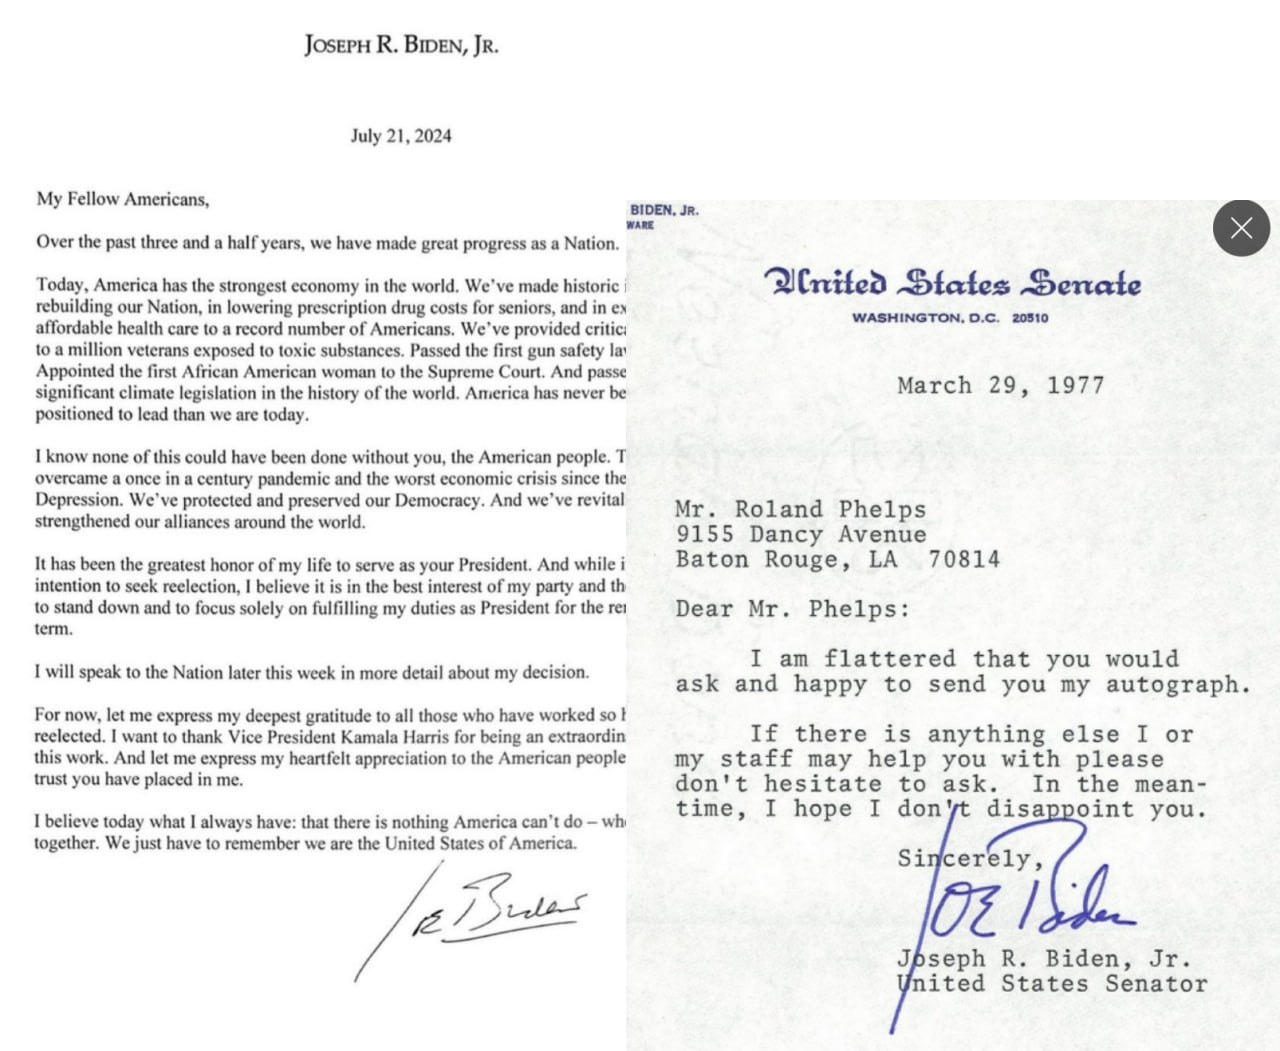 JOSEPH R. BIDEN, JR.
July 21, 2024
My Fellow Americans,
Over the past three and a half years, we have made great progress as a Nation.
Today, America has the strongest economy in the world. We've made historic
rebuilding our Nation, in lowering prescription drug costs for seniors, and in
affordable health care to a record number of Americans. We've provided
to a million veterans exposed to toxic substances. Passed the first gun safety
Appointed the first African American woman to the Supreme Court. And
significant climate legislation in the history of the world. America has never
positioned to lead than we are today.
I know none of this could have been done without you, the American people.
overcame a once in a century pandemic and the worst economic crisis since the
Depression. We've protected and preserved our Democracy. And we've
strengthened our alliances around the world.
It has been the greatest honor of my life to serve as your President. And while
intention to seek reelection, I believe it is in the best interest of my party and
to stand down and to focus solely on fulfilling my duties as President for the
term.
I will speak to the Nation later this week in more detail about my decision.
For now, let me express my deepest gratitude to all those who have worked so
reelected. I want to thank Vice President Kamala Harris for being an
this work. And let me express my heartfelt appreciation to the American people
trust you have placed in me.
I believe today what I always have: that there is nothing America can't do –
together. We just have to remember we are the United States of America.
Joe Biden
BIDEN, JR.
WARE
United States Senate
WASHINGTON, D.C. 20510
March 29, 1977
Mr. Roland Phelps
9155 Dancy Avenue
Baton Rouge, LA 70814
Dear Mr. Phelps:
I am flattered that you would
ask and happy to send you my autograph.
If there is anything else I or
my staff may help you with please
don't hesitate to ask. In the mean-
time, I hope I don't disappoint you.
Sincerely,
Joe Biden
Joseph R. Biden, Jr.
United States Senator